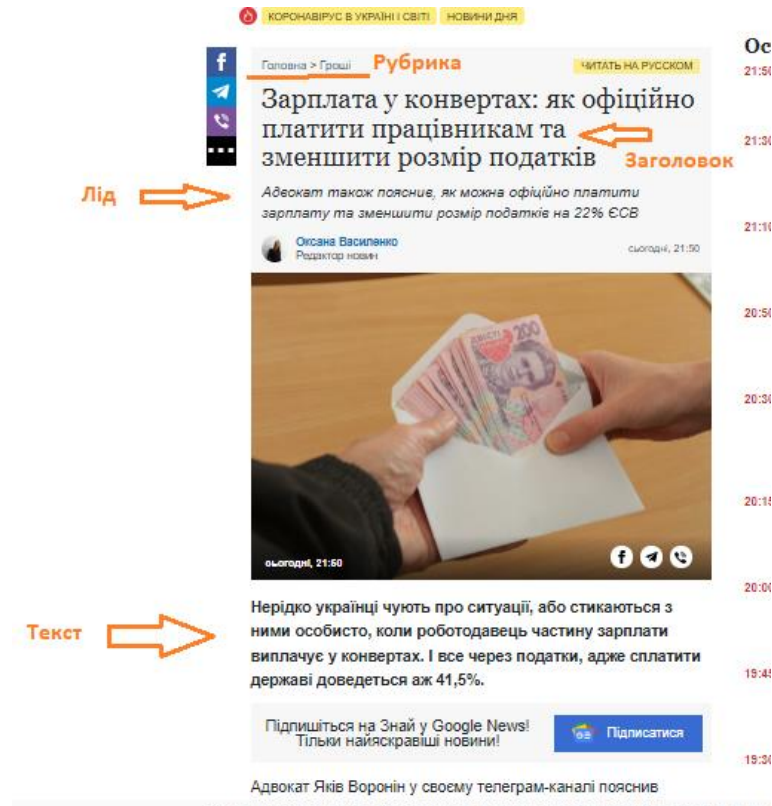 КОРОНАВІРУС В УКРАЇНІ І СВІТІ НОВИНИ ДНЯ
Ос
Головна > Гроші Рубрика ЧИТАТЬ НА РУССКОМ
21:50
Зарплата у конвертах: як офіційно
платити працівникам та
зменшити розмір податків
Заголовок
21:30
Лід
Адвокат також пояснив, як можна офіційно платити
зарплату та зменшити розмір податків на 22% ЄСВ
21:10
Оксана Василенко
Редактор новин
сьогодні, 21:50
20:50
200
20:30
20:15
сьогодні, 21:50
20:00
Текст
Нерідко українці чують про ситуації, або стикаються з
ними особисто, коли роботодавець частину зарплати
виплачує у конвертах. І все через податки, адже сплатити
державі доведеться аж 41,5%.
19:45
Підпишіться на Знай у Google News!
Тільки найяскравіші новини!
Підписатися
19:30
Адвокат Яків Воронін у своєму телеграм-каналі пояснив